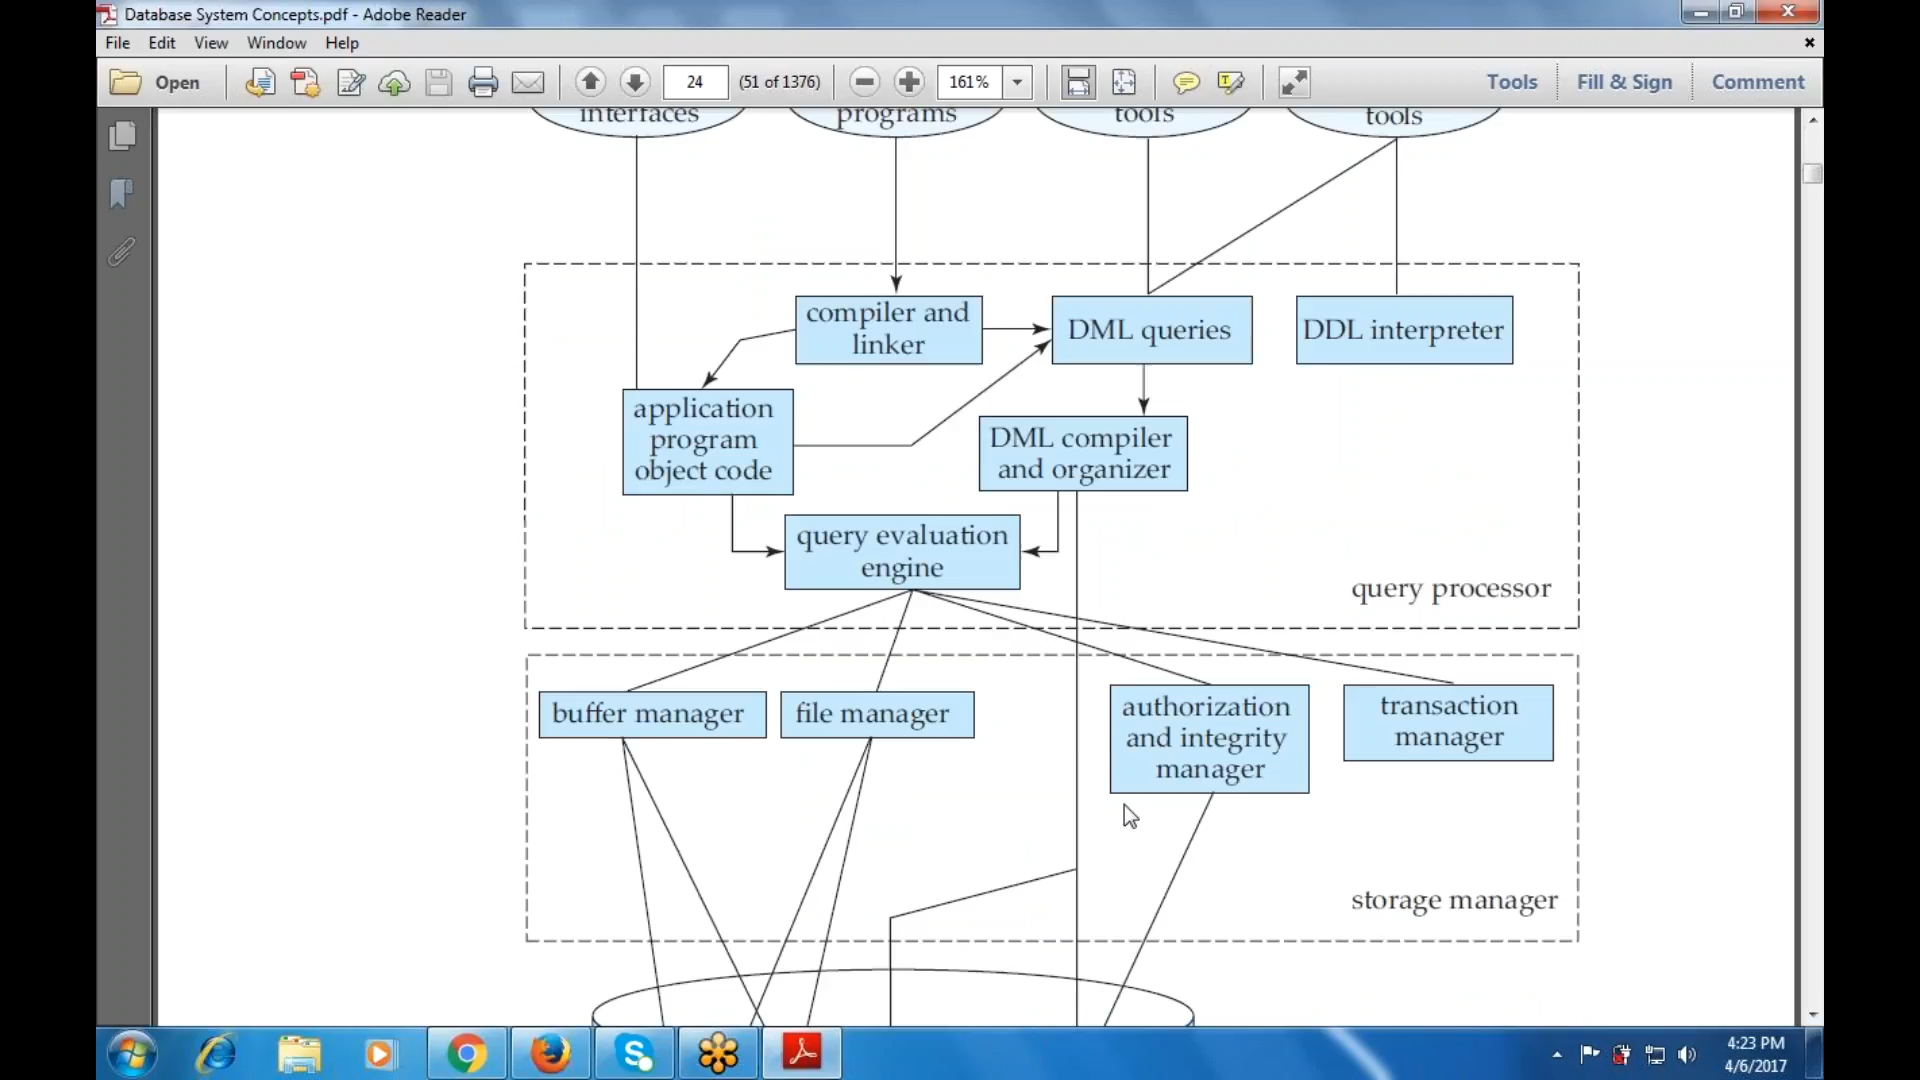 Database System Concepts.pdf - Adobe Reader
File Edit View Window Help
Open 24 (51 of 1376) 161% Tools Fill & Sign Comment
interfaces programs tools tools
compiler and
linker
DML queries
DDL interpreter
application
program
object code
DML compiler
and organizer
query evaluation
engine
query processor
buffer manager
file manager
authorization
and integrity
manager
transaction
manager
storage manager
4:23 PM
4/6/2017